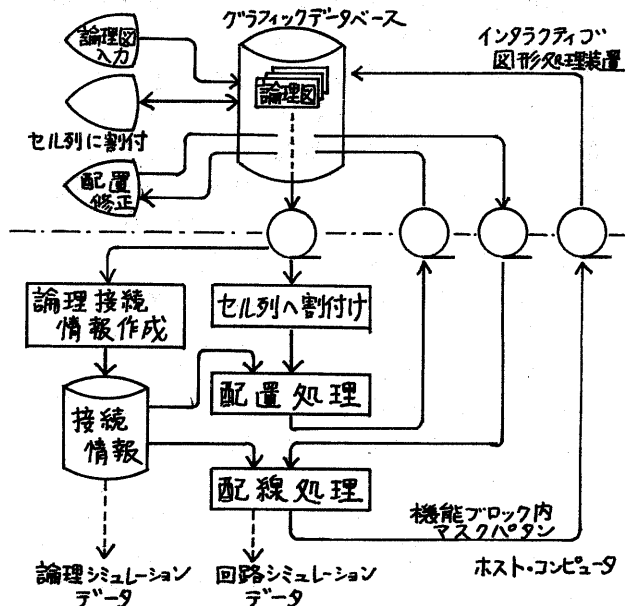 グラフィックデータベース
論理図
入力
論理図
インタラクティブ
図形処理装置
セル列に割付
配置
修正
論理接続
情報作成
セル列へ割付け
接続
情報
配置処理
配線処理
機能ブロック内
マスクパタン
論理シミュレーション
データ
回路シミュレーション
データ
ホスト・コンピュータ